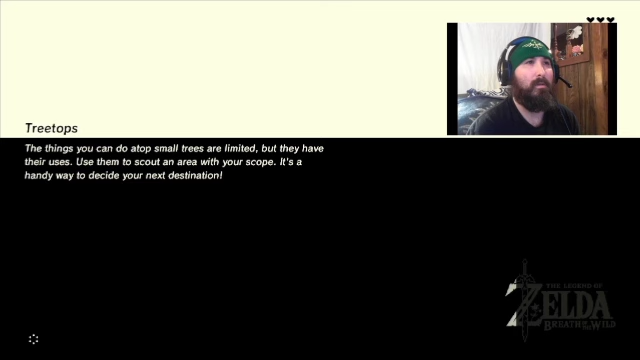 Treetops
The things you can do atop small trees are limited, but they have
their uses. Use them to scout an area with your scope. It's a
handy way to decide your next destination!
THE LEGEND OF
ZELDA
BREATH OF THE WILD